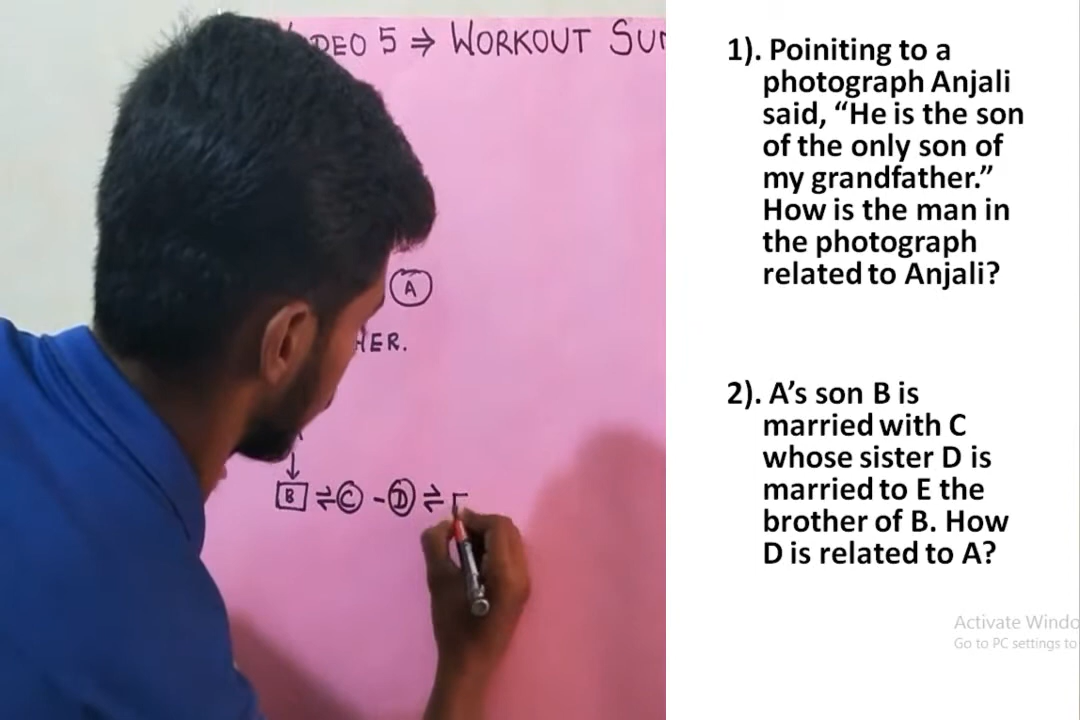 DEO 5 ⇒ WORKOUT SU
A
HER.
B ⇌ C - D ⇌
1). Poiniting to a
photograph Anjali
said, “He is the son
of the only son of
my grandfather.”
How is the man in
the photograph
related to Anjali?
2). A’s son B is
married with C
whose sister D is
married to E the
brother of B. How
D is related to A?
Activate Windo
Go to PC settings to